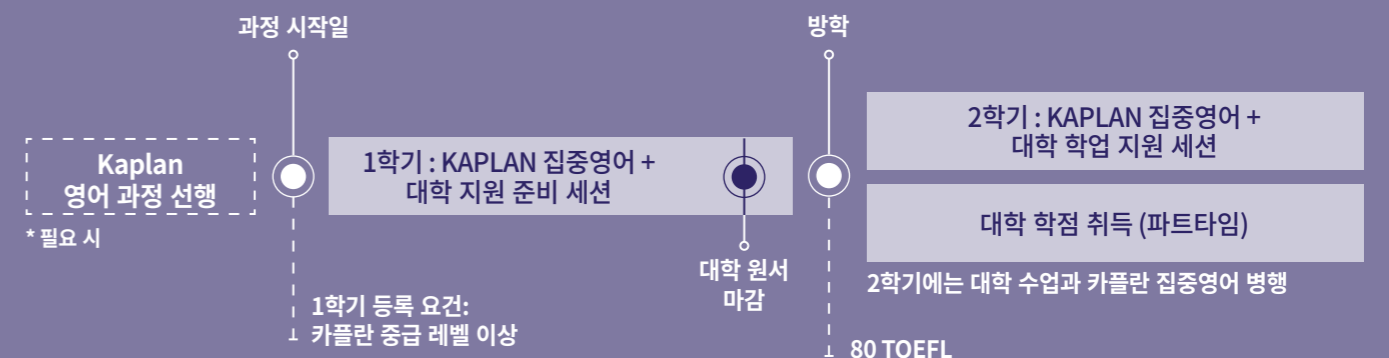 과정 시작일
방학
Kaplan
영어 과정 선행
* 필요 시
1학기 : KAPLAN 집중영어 +
대학 지원 준비 세션
대학 원서
마감
1학기 등록 요건:
카플란 중급 레벨 이상
2학기 : KAPLAN 집중영어 +
대학 학업 지원 세션
대학 학점 취득 (파트타임)
2학기에는 대학 수업과 카플란 집중영어 병행
80 TOEFL